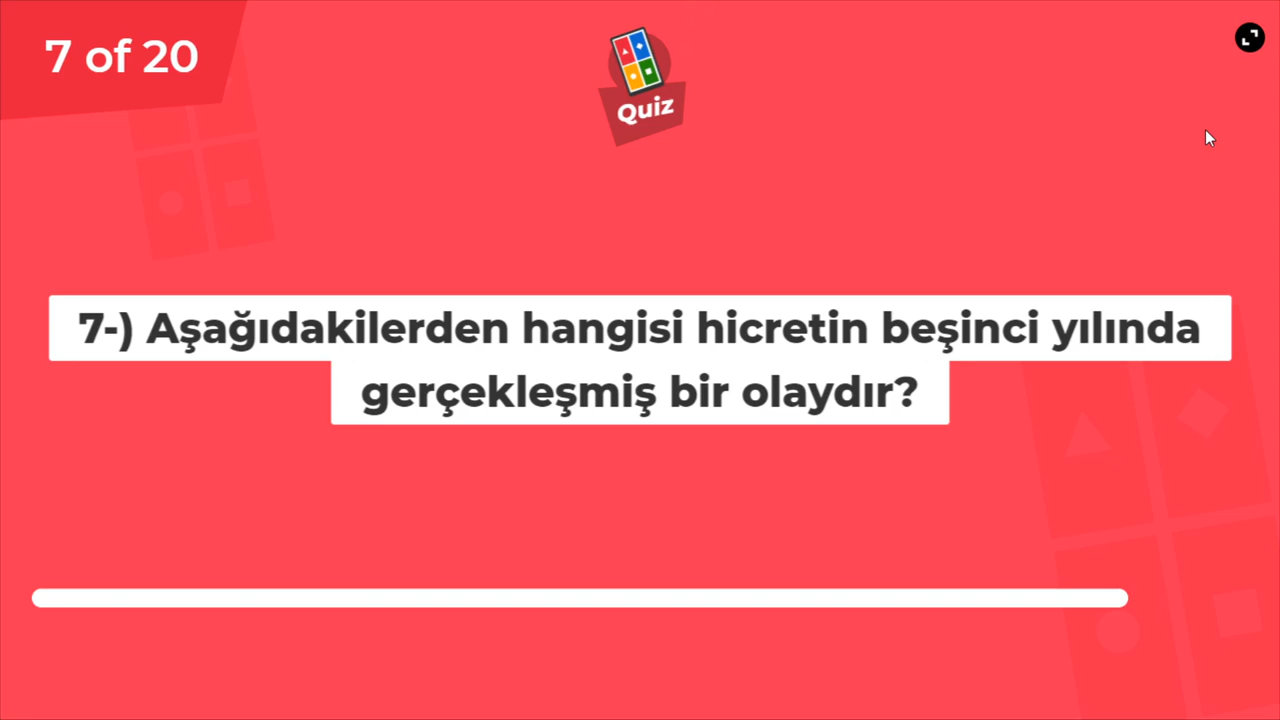 7 of 20
Quiz
7-) Aşağıdakilerden hangisi hicretin beşinci yılında
gerçekleşmiş bir olaydır?